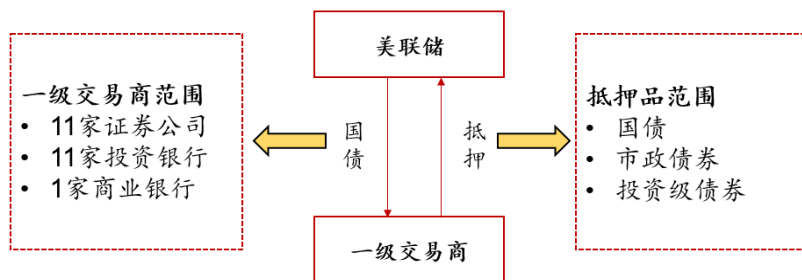 美联储
一级交易商范围
• 11家证券公司
• 11家投资银行
• 1家商业银行
国债
抵押
抵押品范围
• 国债
• 市政债券
• 投资级债券
一级交易商